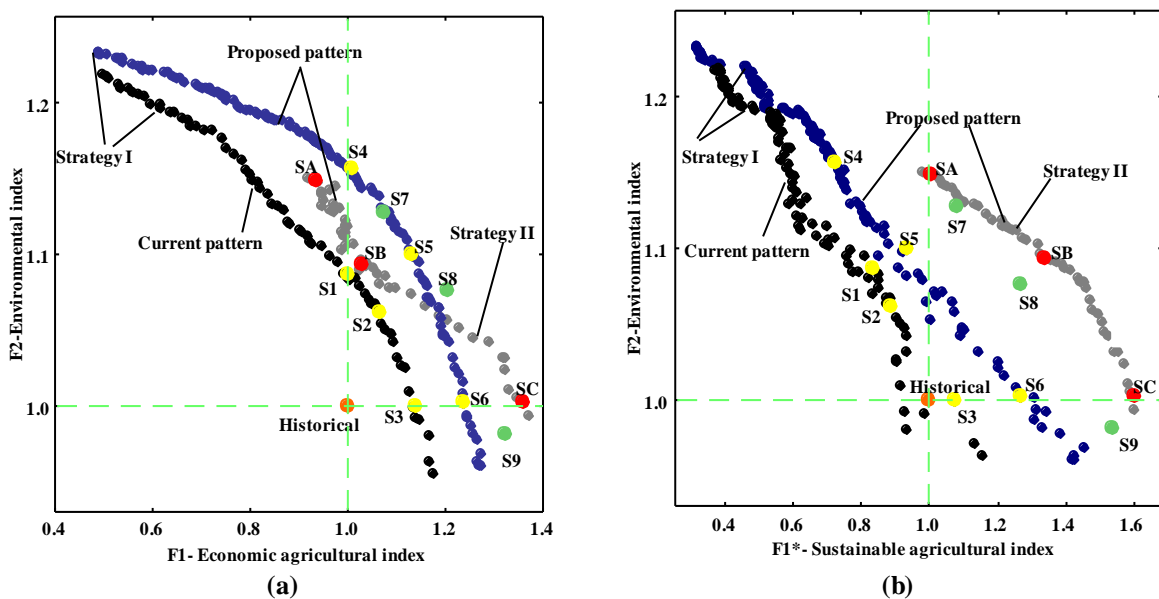 Proposed pattern
1.2
S4
SA
Strategy I
S7
Strategy II
S5
Current pattern
SB
S8
1.1
S1
S2
S6
SC
1.0
Historical
S3
S9
0.4 0.6 0.8 1.0 1.2 1.4
F1- Economic agricultural index
F2-Environmental index
(a)
1.2
Proposed pattern
Strategy I
S4
SA
Strategy II
S7
Current pattern
S5
SB
1.1
S1
S8
S2
Historical
S6
SC
1.0
S3
S9
0.4 0.6 0.8 1.0 1.2 1.4 1.6
F1*- Sustainable agricultural index
F2-Environmental index
(b)